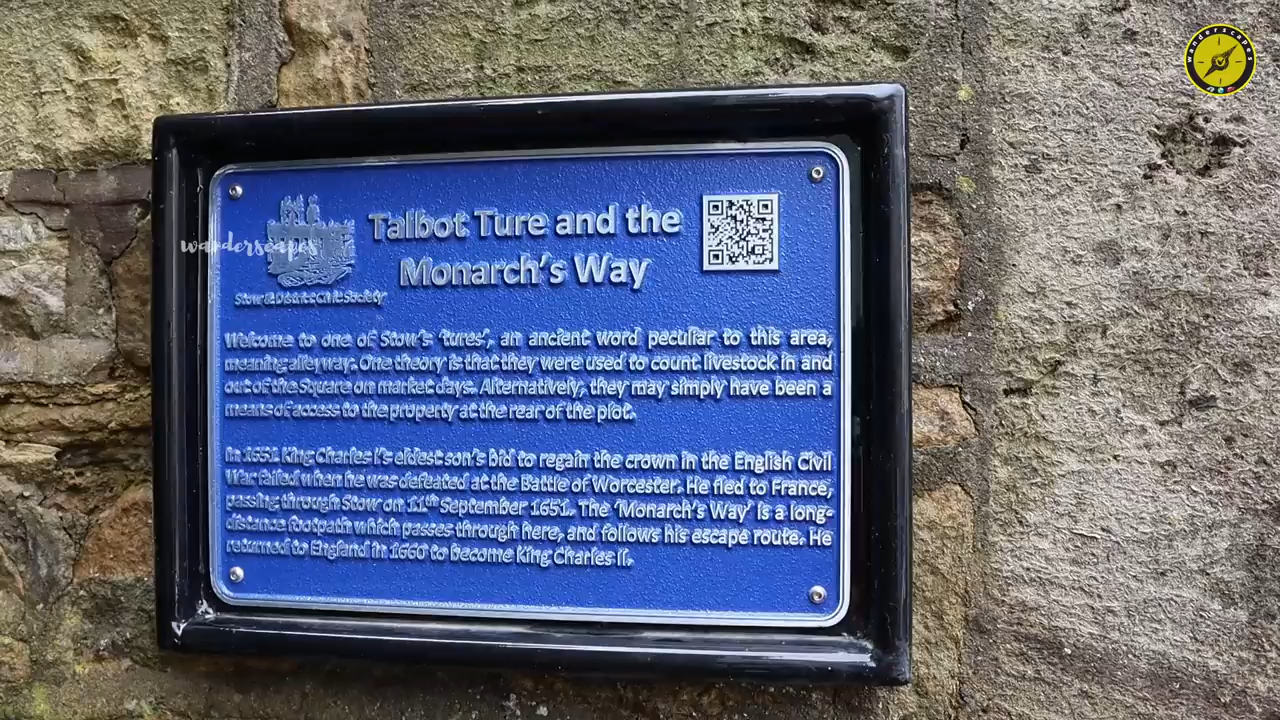 wanderscapes
Talbot Ture and the
Monarch's Way
wanderscapes
Stow & District Civic Society
Welcome to one of Stow's 'tures', an ancient word peculiar to this area,
meaning alleyway. One theory is that they were used to count livestock in and
out of the Square on market days. Alternatively, they may simply have been a
means of access to the property at the rear of the plot.
In 1651 King Charles I's eldest son's bid to regain the crown in the English Civil
War failed when he was defeated at the Battle of Worcester. He fled to France,
passing through Stow on 11th September 1651. The 'Monarch's Way' is a long-
distance footpath which passes through here, and follows his escape route. He
returned to England in 1660 to become King Charles II.